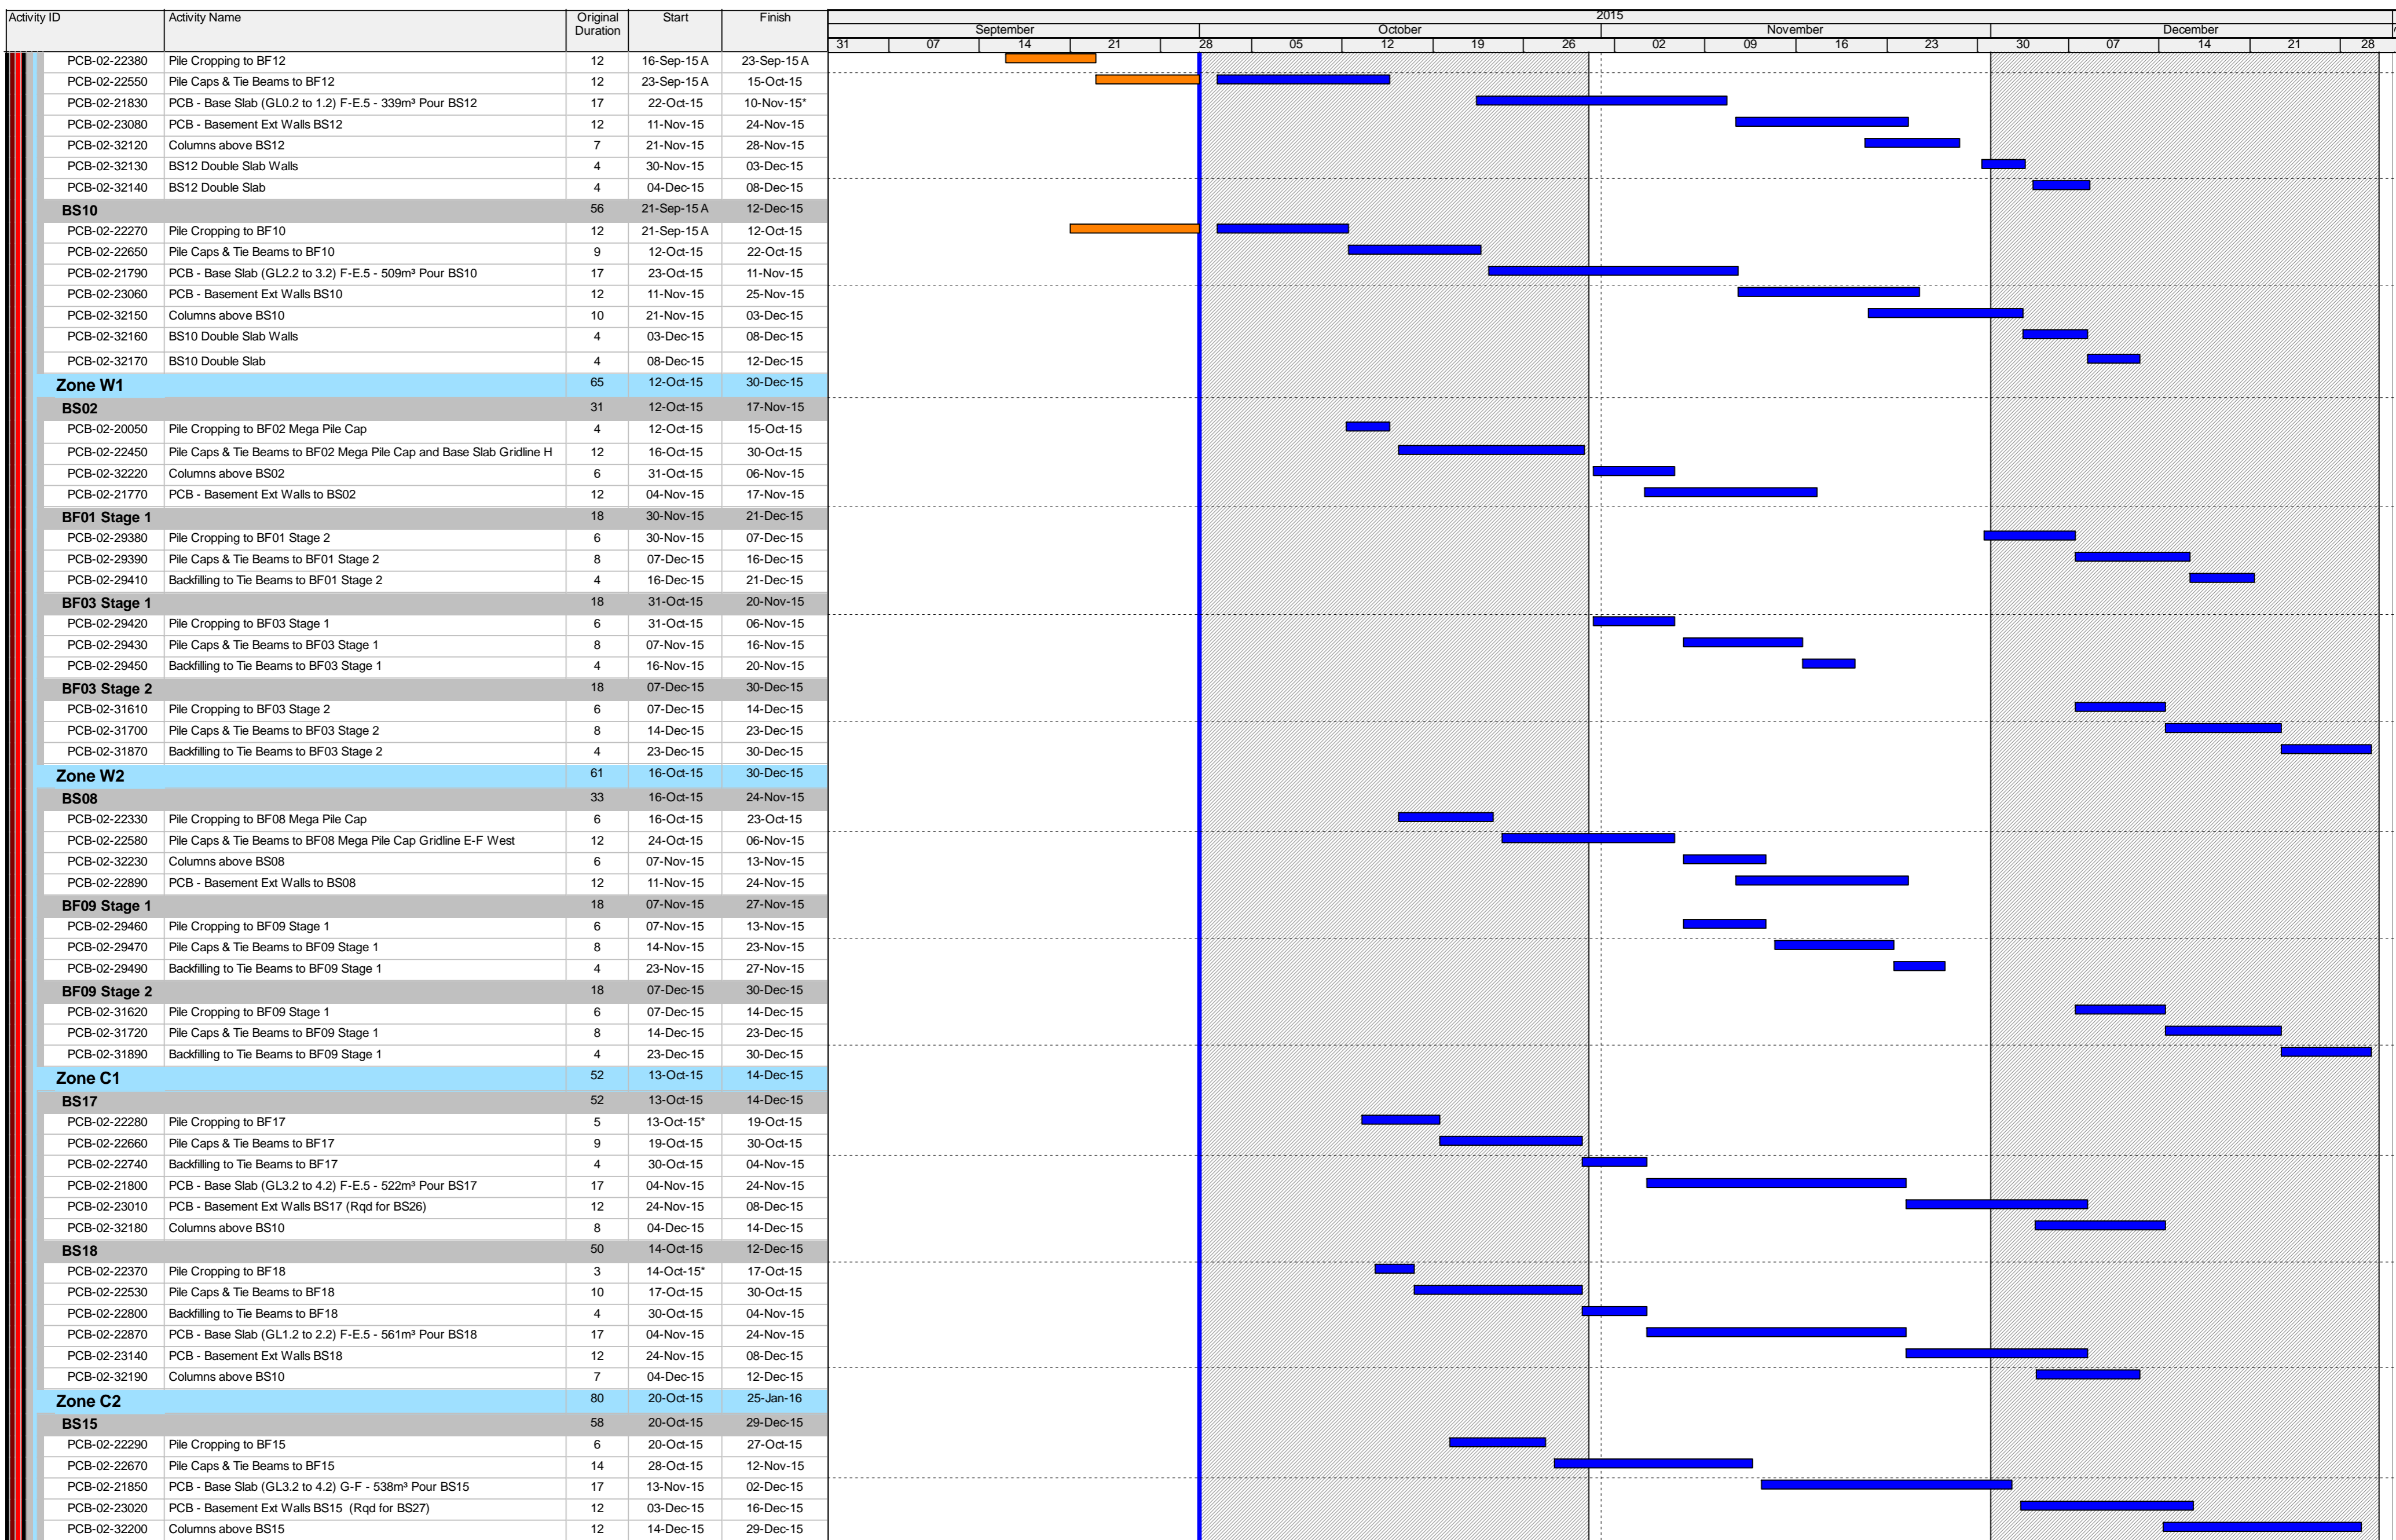 Activity ID Activity Name Original Duration Start Finish 2015
September October November December
31 07 14 21 28 05 12 19 26 02 09 16 23 30 07 14 21 28
PCB-02-22380 Pile Cropping to BF12 12 16-Sep-15 A 23-Sep-15 A
PCB-02-22550 Pile Caps & Tie Beams to BF12 12 23-Sep-15 A 15-Oct-15
PCB-02-21830 PCB - Base Slab (GL0.2 to 1.2) F-E.5 - 339m³ Pour BS12 17 22-Oct-15 10-Nov-15*
PCB-02-23080 PCB - Basement Ext Walls BS12 12 11-Nov-15 24-Nov-15
PCB-02-32120 Columns above BS12 7 21-Nov-15 28-Nov-15
PCB-02-32130 BS12 Double Slab Walls 4 30-Nov-15 03-Dec-15
PCB-02-32140 BS12 Double Slab 4 04-Dec-15 08-Dec-15
BS10 56 21-Sep-15 A 12-Dec-15
PCB-02-22270 Pile Cropping to BF10 12 21-Sep-15 A 12-Oct-15
PCB-02-22650 Pile Caps & Tie Beams to BF10 9 12-Oct-15 22-Oct-15
PCB-02-21790 PCB - Base Slab (GL2.2 to 3.2) F-E.5 - 509m³ Pour BS10 17 23-Oct-15 11-Nov-15
PCB-02-23060 PCB - Basement Ext Walls BS10 12 11-Nov-15 25-Nov-15
PCB-02-32150 Columns above BS10 10 21-Nov-15 03-Dec-15
PCB-02-32160 BS10 Double Slab Walls 4 03-Dec-15 08-Dec-15
PCB-02-32170 BS10 Double Slab 4 08-Dec-15 12-Dec-15
Zone W1 65 12-Oct-15 30-Dec-15
BS02 31 12-Oct-15 17-Nov-15
PCB-02-20050 Pile Cropping to BF02 Mega Pile Cap 4 12-Oct-15 15-Oct-15
PCB-02-22450 Pile Caps & Tie Beams to BF02 Mega Pile Cap and Base Slab Gridline H 12 16-Oct-15 30-Oct-15
PCB-02-32220 Columns above BS02 6 31-Oct-15 06-Nov-15
PCB-02-21770 PCB - Basement Ext Walls to BS02 12 04-Nov-15 17-Nov-15
BF01 Stage 1 18 30-Nov-15 21-Dec-15
PCB-02-29380 Pile Cropping to BF01 Stage 2 6 30-Nov-15 07-Dec-15
PCB-02-29390 Pile Caps & Tie Beams to BF01 Stage 2 8 07-Dec-15 16-Dec-15
PCB-02-29410 Backfilling to Tie Beams to BF01 Stage 2 4 16-Dec-15 21-Dec-15
BF03 Stage 1 18 31-Oct-15 20-Nov-15
PCB-02-29420 Pile Cropping to BF03 Stage 1 6 31-Oct-15 06-Nov-15
PCB-02-29430 Pile Caps & Tie Beams to BF03 Stage 1 8 07-Nov-15 16-Nov-15
PCB-02-29450 Backfilling to Tie Beams to BF03 Stage 1 4 16-Nov-15 20-Nov-15
BF03 Stage 2 18 07-Dec-15 30-Dec-15
PCB-02-31610 Pile Cropping to BF03 Stage 2 6 07-Dec-15 14-Dec-15
PCB-02-31700 Pile Caps & Tie Beams to BF03 Stage 2 8 14-Dec-15 23-Dec-15
PCB-02-31870 Backfilling to Tie Beams to BF03 Stage 2 4 23-Dec-15 30-Dec-15
Zone W2 61 16-Oct-15 30-Dec-15
BS08 33 16-Oct-15 24-Nov-15
PCB-02-22330 Pile Cropping to BF08 Mega Pile Cap 6 16-Oct-15 23-Oct-15
PCB-02-22580 Pile Caps & Tie Beams to BF08 Mega Pile Cap Gridline E-F West 12 24-Oct-15 06-Nov-15
PCB-02-32230 Columns above BS08 6 07-Nov-15 13-Nov-15
PCB-02-22890 PCB - Basement Ext Walls to BS08 12 11-Nov-15 24-Nov-15
BF09 Stage 1 18 07-Nov-15 27-Nov-15
PCB-02-29460 Pile Cropping to BF09 Stage 1 6 07-Nov-15 13-Nov-15
PCB-02-29470 Pile Caps & Tie Beams to BF09 Stage 1 8 14-Nov-15 23-Nov-15
PCB-02-29490 Backfilling to Tie Beams to BF09 Stage 1 4 23-Nov-15 27-Nov-15
BF09 Stage 2 18 07-Dec-15 30-Dec-15
PCB-02-31620 Pile Cropping to BF09 Stage 1 6 07-Dec-15 14-Dec-15
PCB-02-31720 Pile Caps & Tie Beams to BF09 Stage 1 8 14-Dec-15 23-Dec-15
PCB-02-31890 Backfilling to Tie Beams to BF09 Stage 1 4 23-Dec-15 30-Dec-15
Zone C1 52 13-Oct-15 14-Dec-15
BS17 52 13-Oct-15 14-Dec-15
PCB-02-22280 Pile Cropping to BF17 5 13-Oct-15* 19-Oct-15
PCB-02-22660 Pile Caps & Tie Beams to BF17 9 19-Oct-15 30-Oct-15
PCB-02-22740 Backfilling to Tie Beams to BF17 4 30-Oct-15 04-Nov-15
PCB-02-21800 PCB - Base Slab (GL3.2 to 4.2) F-E.5 - 522m³ Pour BS17 17 04-Nov-15 24-Nov-15
PCB-02-23010 PCB - Basement Ext Walls BS17 (Rqd for BS26) 12 24-Nov-15 08-Dec-15
PCB-02-32180 Columns above BS10 8 04-Dec-15 14-Dec-15
BS18 50 14-Oct-15 12-Dec-15
PCB-02-22370 Pile Cropping to BF18 3 14-Oct-15* 17-Oct-15
PCB-02-22530 Pile Caps & Tie Beams to BF18 10 17-Oct-15 30-Oct-15
PCB-02-22800 Backfilling to Tie Beams to BF18 4 30-Oct-15 04-Nov-15
PCB-02-22870 PCB - Base Slab (GL1.2 to 2.2) F-E.5 - 561m³ Pour BS18 17 04-Nov-15 24-Nov-15
PCB-02-23140 PCB - Basement Ext Walls BS18 12 24-Nov-15 08-Dec-15
PCB-02-32190 Columns above BS10 7 04-Dec-15 12-Dec-15
Zone C2 80 20-Oct-15 25-Jan-16
BS15 58 20-Oct-15 29-Dec-15
PCB-02-22290 Pile Cropping to BF15 6 20-Oct-15 27-Oct-15
PCB-02-22670 Pile Caps & Tie Beams to BF15 14 28-Oct-15 12-Nov-15
PCB-02-21850 PCB - Base Slab (GL3.2 to 4.2) G-F - 538m³ Pour BS15 17 13-Nov-15 02-Dec-15
PCB-02-23020 PCB - Basement Ext Walls BS15 (Rqd for BS27) 12 03-Dec-15 16-Dec-15
PCB-02-32200 Columns above BS15 12 14-Dec-15 29-Dec-15